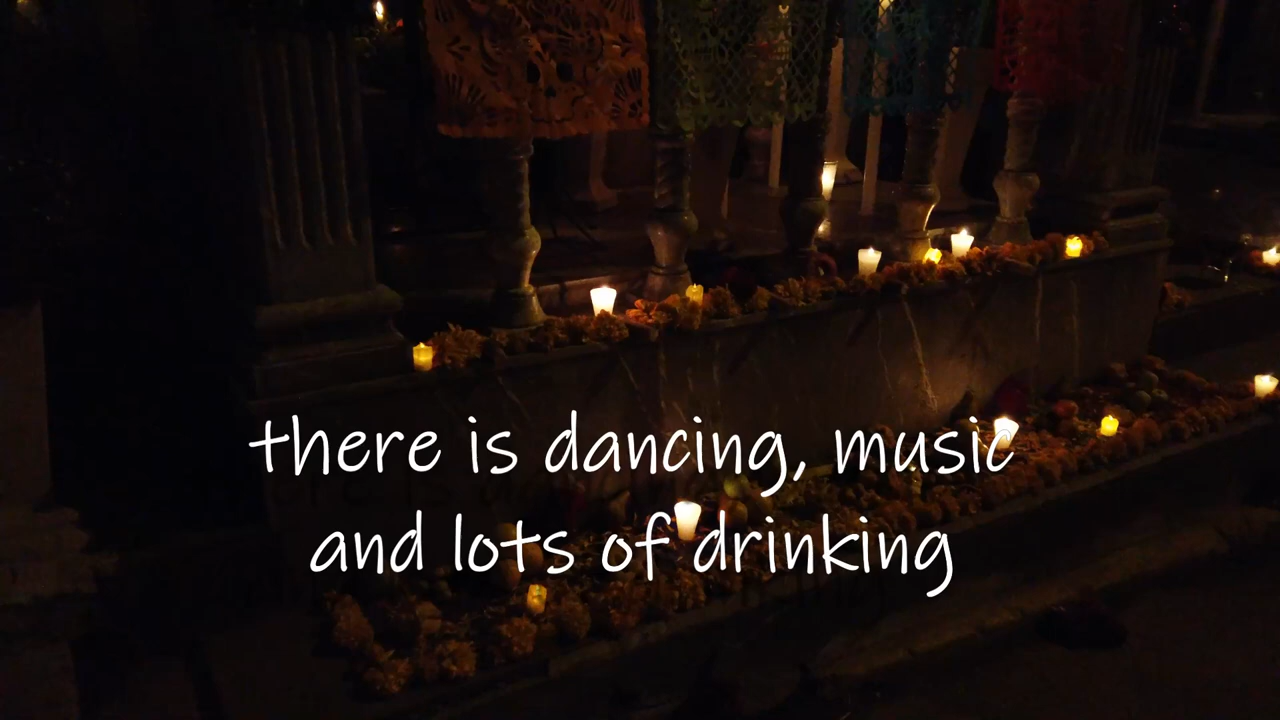 there is dancing, music
and lots of drinking